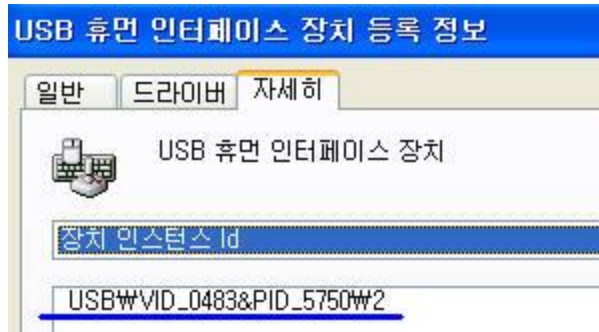 USB 휴먼 인터페이스 장치 등록 정보
일반 드라이버 자세히
USB 휴먼 인터페이스 장치
장치 인스턴스 Id
USB₩VID_0483&PID_5750₩2